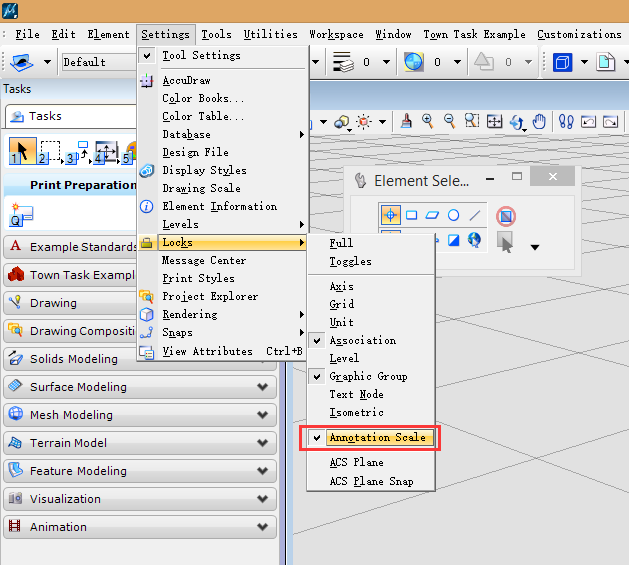 File Edit Element Settings Tools Utilities Workspace Window Town Task Example Customizations
Default
0 0 0
Tool Settings
AccuDraw
Color Books...
Color Table...
Database
Design File
Display Styles
Drawing Scale
Element Information
Levels
Locks
Message Center
Print Styles
Project Explorer
Rendering
Snaps
View Attributes Ctrl+B
Tasks
Tasks
1 2 3 4 5
Print Preparation
Q
Example Standards
Town Task Exampl
Drawing
Drawing Compositi
Solids Modeling
Surface Modeling
Mesh Modeling
Terrain Model
Feature Modeling
Visualization
Animation
Element Sele...
Full
Toggles
Axis
Grid
Unit
Association
Level
Graphic Group
Text Node
Isometric
Annotation Scale
ACS Plane
ACS Plane Snap